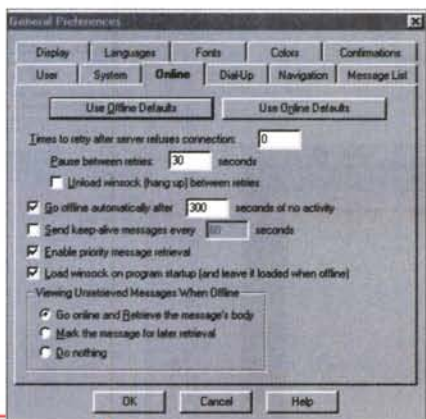 General Preferences
Display Languages Fonts Colors Confirmations
User System Online Dial-Up Navigation Message List
Use Offline Defaults Use Online Defaults
Times to retry after server refuses connection: 0
Pause between retries: 30 seconds
Unload winsock (hang up) between retries
Go offline automatically after 300 seconds of no activity
Send keep-alive messages every 60 seconds
Enable priority message retrieval
Load winsock on program startup (and leave it loaded when offline)
Viewing Unretrieved Messages When Offline
Go online and Retrieve the message's body
Mark the message for later retrieval
Do nothing
OK Cancel Help